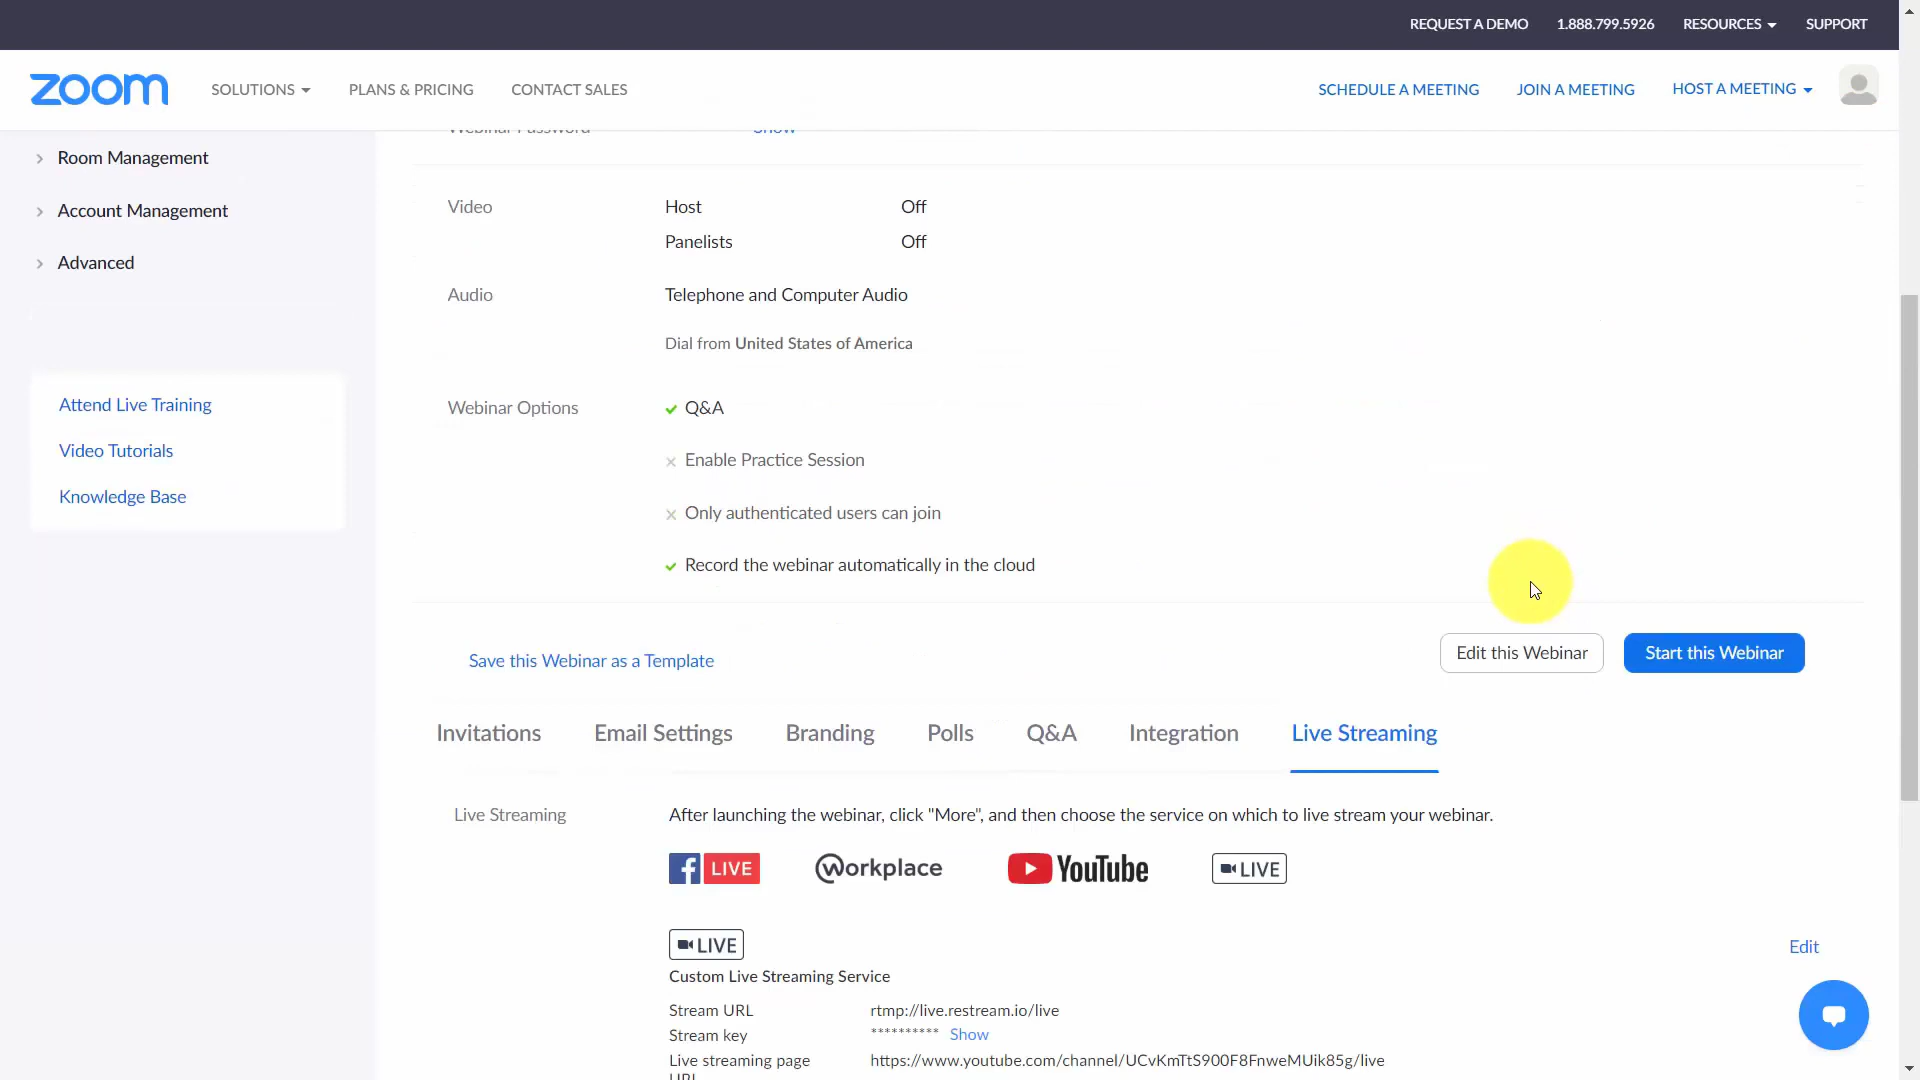 REQUEST A DEMO 1.888.799.5926 RESOURCES SUPPORT
zoom SOLUTIONS PLANS & PRICING CONTACT SALES SCHEDULE A MEETING JOIN A MEETING HOST A MEETING
Webinar Password Show
Room Management
Account Management
Advanced
Attend Live Training
Video Tutorials
Knowledge Base
Video Host Off
Panelists Off
Audio Telephone and Computer Audio
Dial from United States of America
Webinar Options Q&A
Enable Practice Session
Only authenticated users can join
Record the webinar automatically in the cloud
Save this Webinar as a Template Edit this Webinar Start this Webinar
Invitations Email Settings Branding Polls Q&A Integration Live Streaming
Live Streaming After launching the webinar, click "More", and then choose the service on which to live stream your webinar.
f LIVE workplace YouTube LIVE
LIVE Edit
Custom Live Streaming Service
Stream URL rtmp://live.restream.io/live
Stream key ********** Show
Live streaming page https://www.youtube.com/channel/UCvKmTtS900F8FnweMUik85g/live
URL